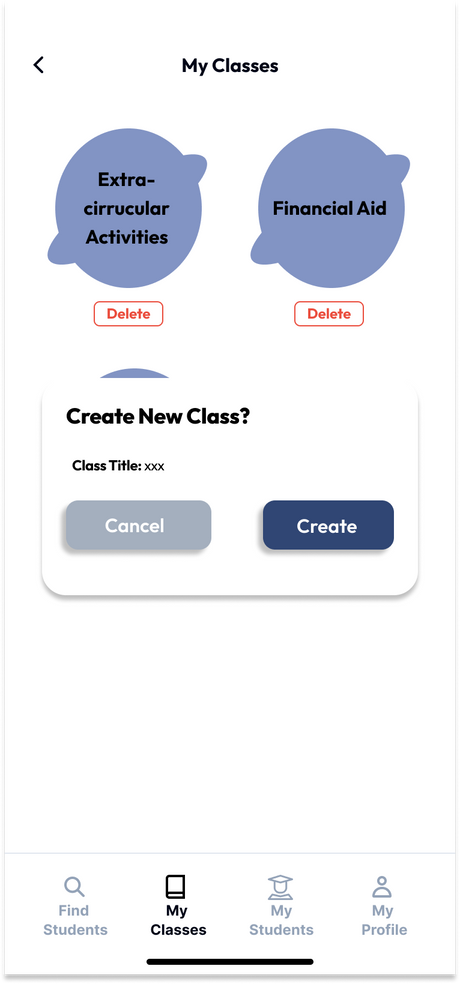 My Classes
Extra-
cirrucular
Activities
Financial Aid
Delete
Delete
Create New Class?
Class Title: xxx
Cancel
Create
Find
Students
My
Classes
My
Students
My
Profile